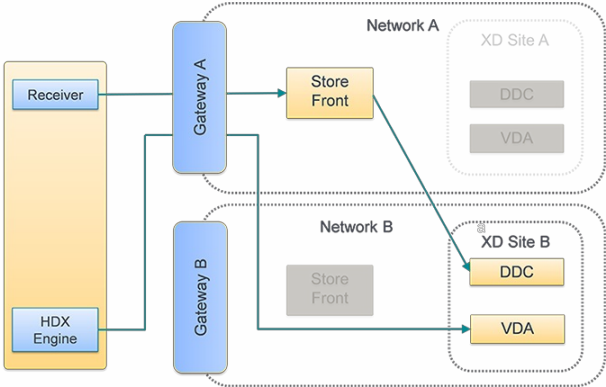 Network A
XD Site A
Receiver
Gateway A
Store
Front
DDC
VDA
Network B
XD Site B
Gateway B
Store
Front
DDC
HDX
Engine
VDA